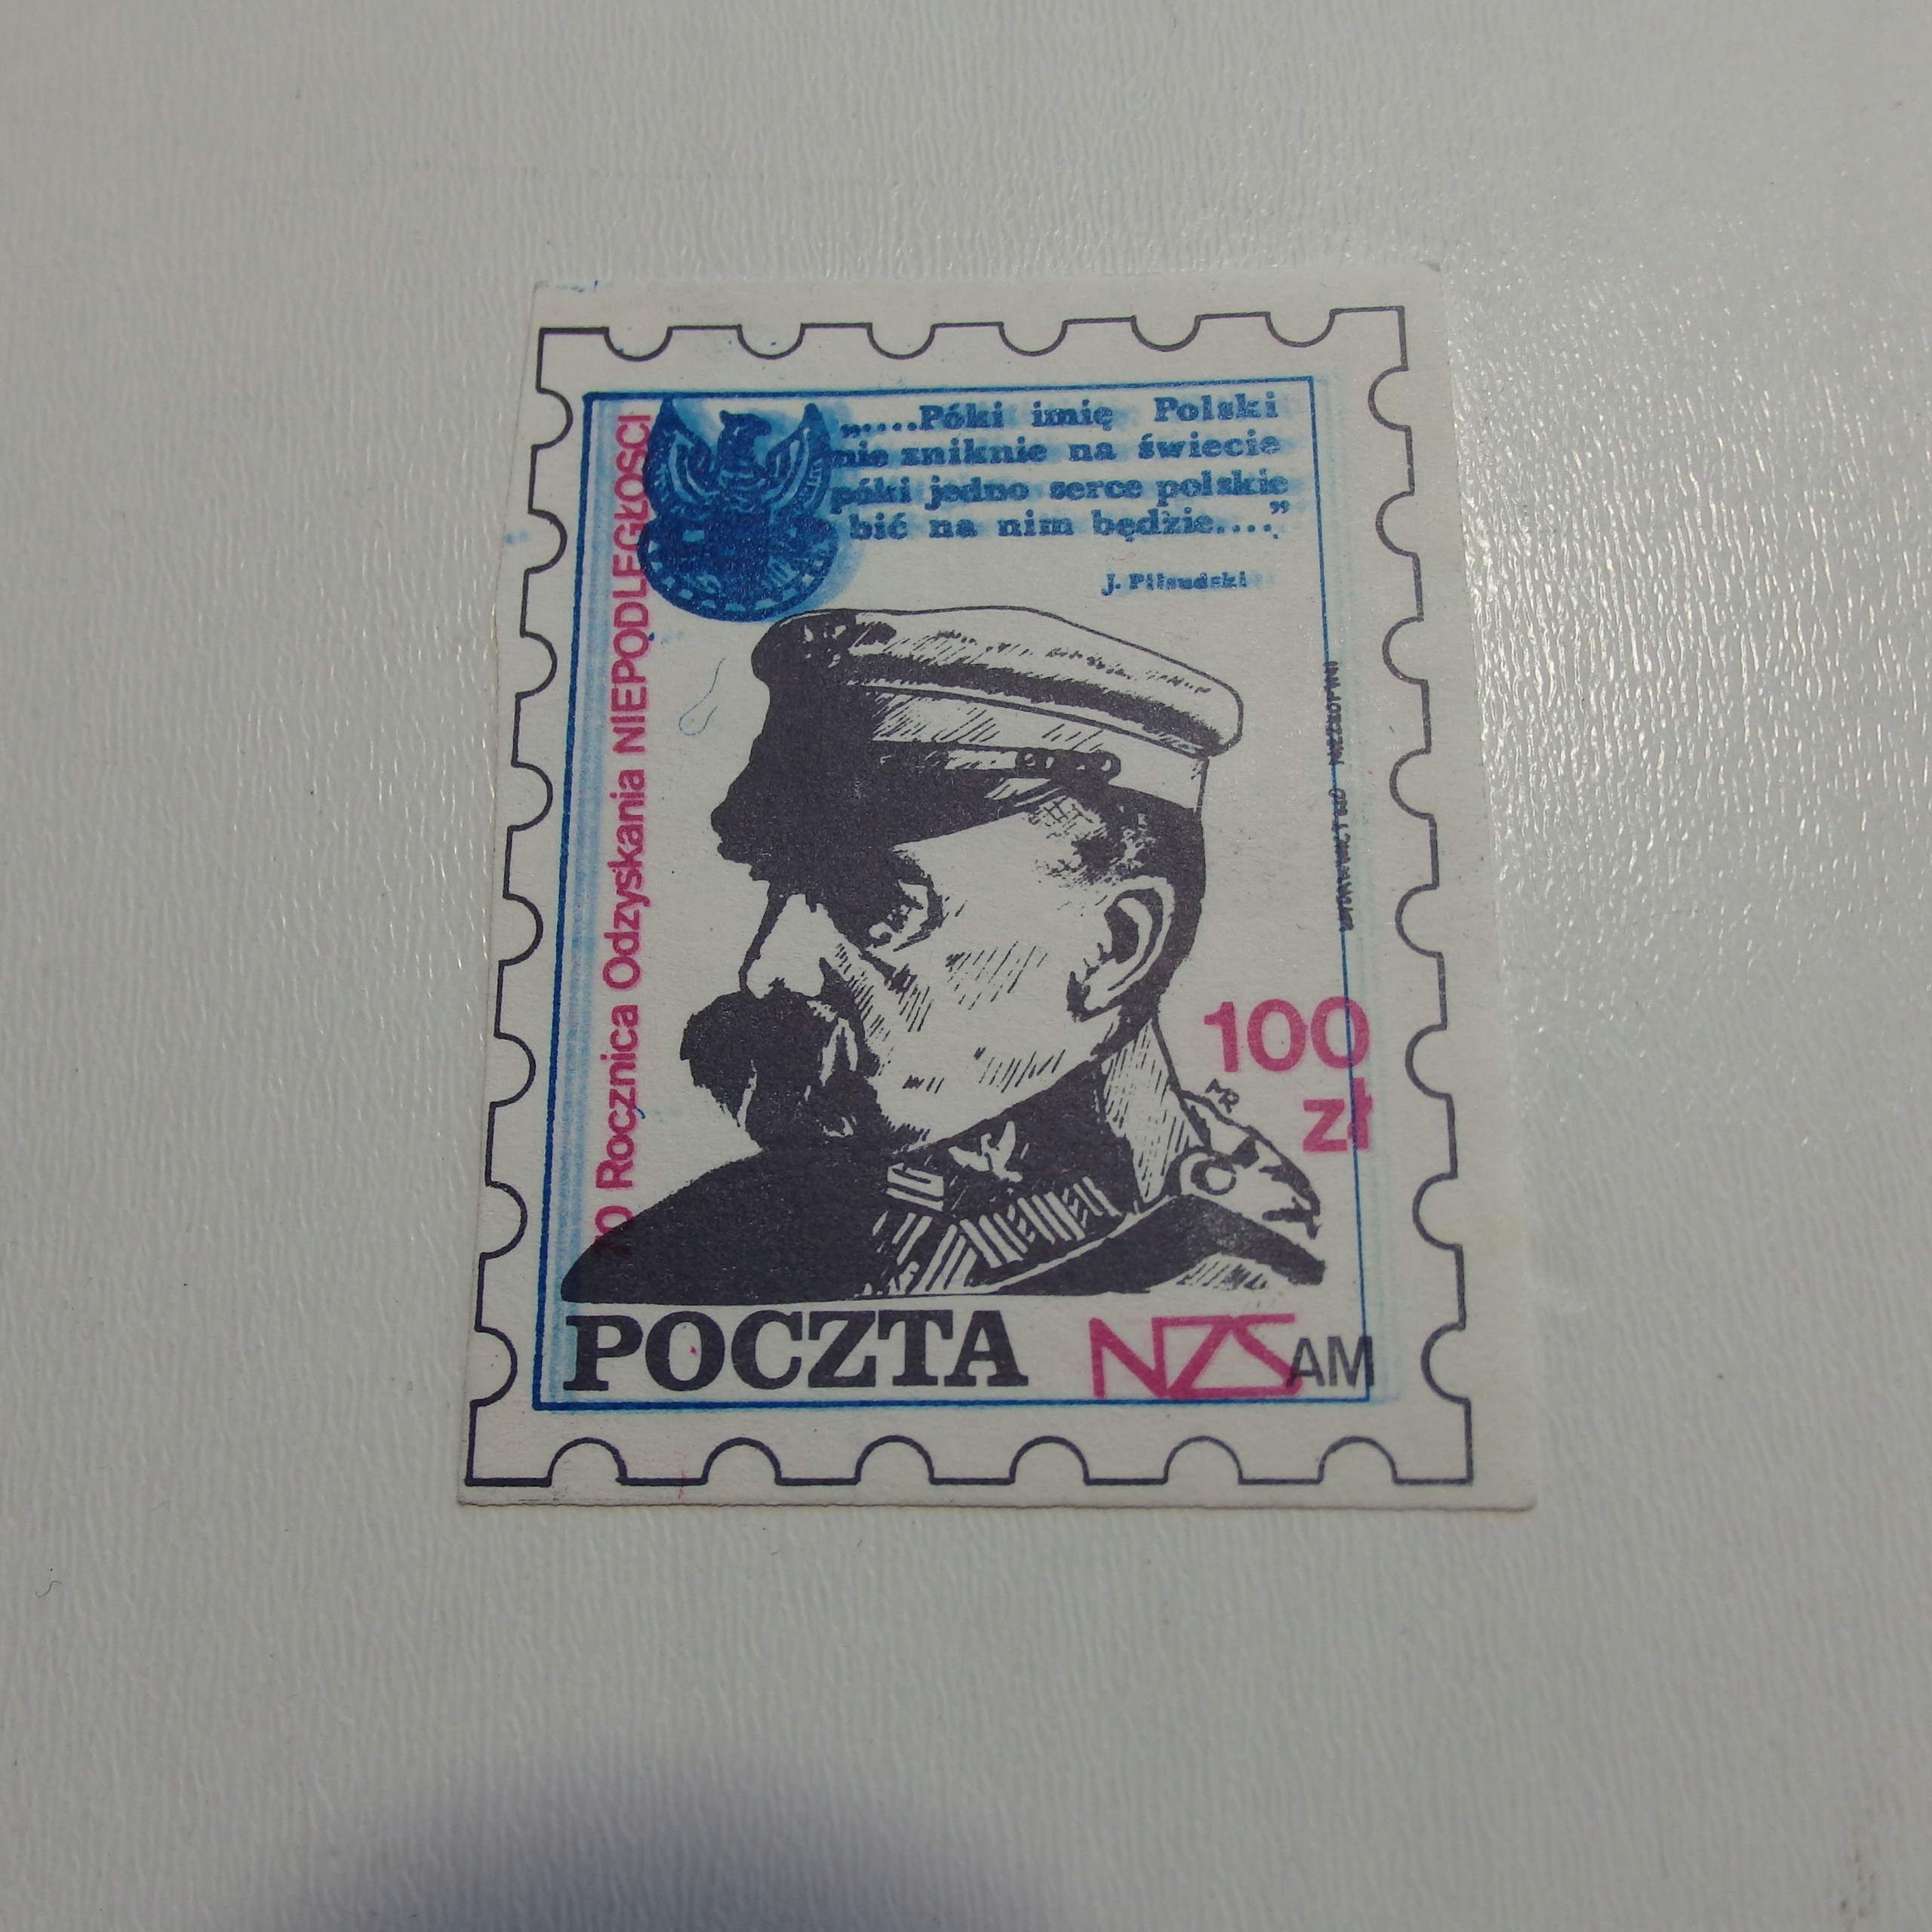 „.....Póki imię Polski
nie zniknie na świecie
póki jedno serce polskie
bić na nim będzie....”
J. Piłsudski
Rocznica Odzyskania NIEPODLEGŁOŚCI
100
zł
MR
POCZTA NZS AM